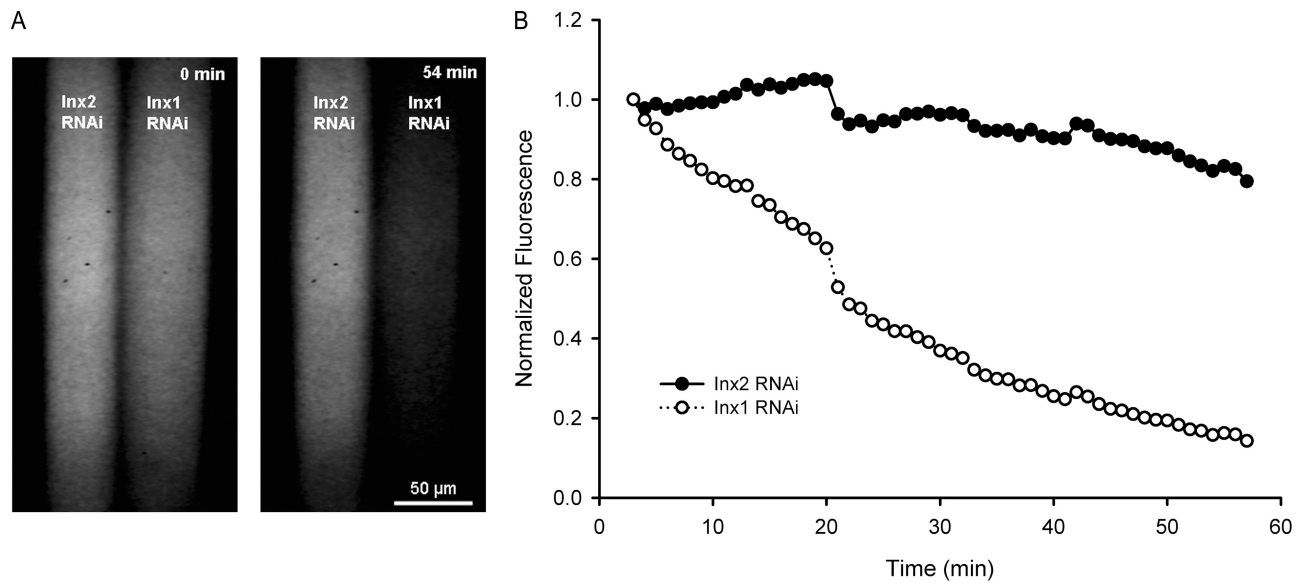 A
0 min
Inx2
RNAi
Inx1
RNAi
54 min
Inx2
RNAi
Inx1
RNAi
50 µm
B
1.2
1.0
0.8
0.6
0.4
0.2
0.0
Normalized Fluorescence
Inx2 RNAi
Inx1 RNAi
0 10 20 30 40 50 60
Time (min)